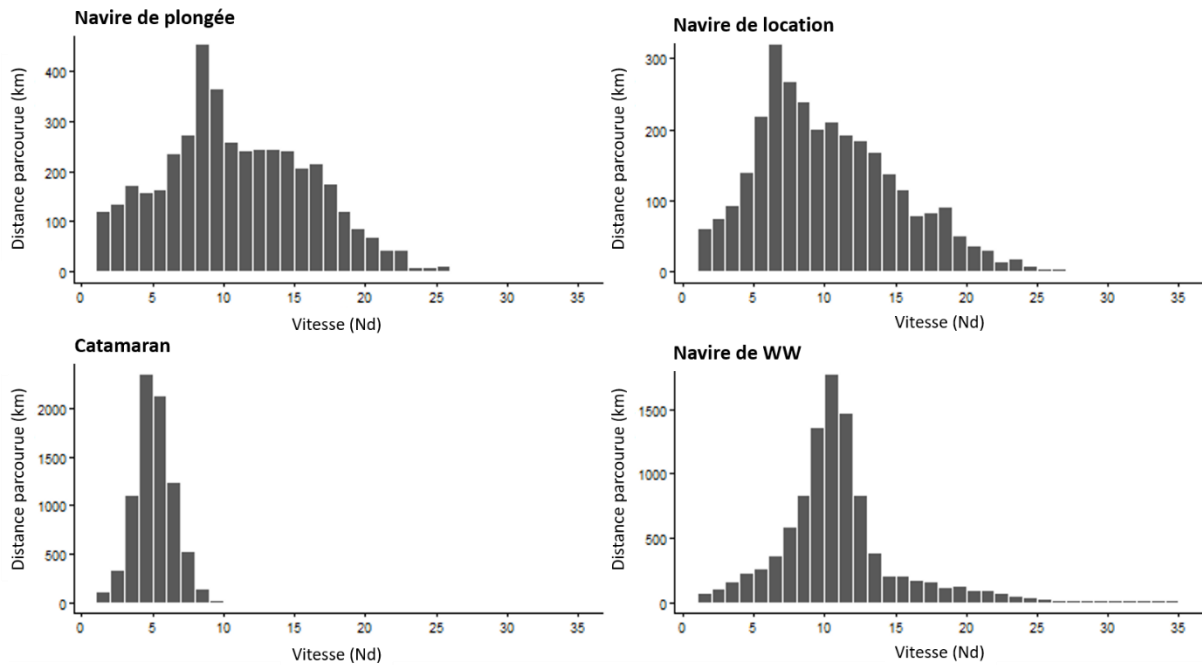 Navire de plongée
Distance parcourue (km)
400
300
200
100
0
0 5 10 15 20 25 30 35
Vitesse (Nd)
Navire de location
Distance parcourue (km)
300
200
100
0
0 5 10 15 20 25 30 35
Vitesse (Nd)
Catamaran
Distance parcourue (km)
2000
1500
1000
500
0
0 5 10 15 20 25 30 35
Vitesse (Nd)
Navire de WW
Distance parcourue (km)
1500
1000
500
0
0 5 10 15 20 25 30 35
Vitesse (Nd)